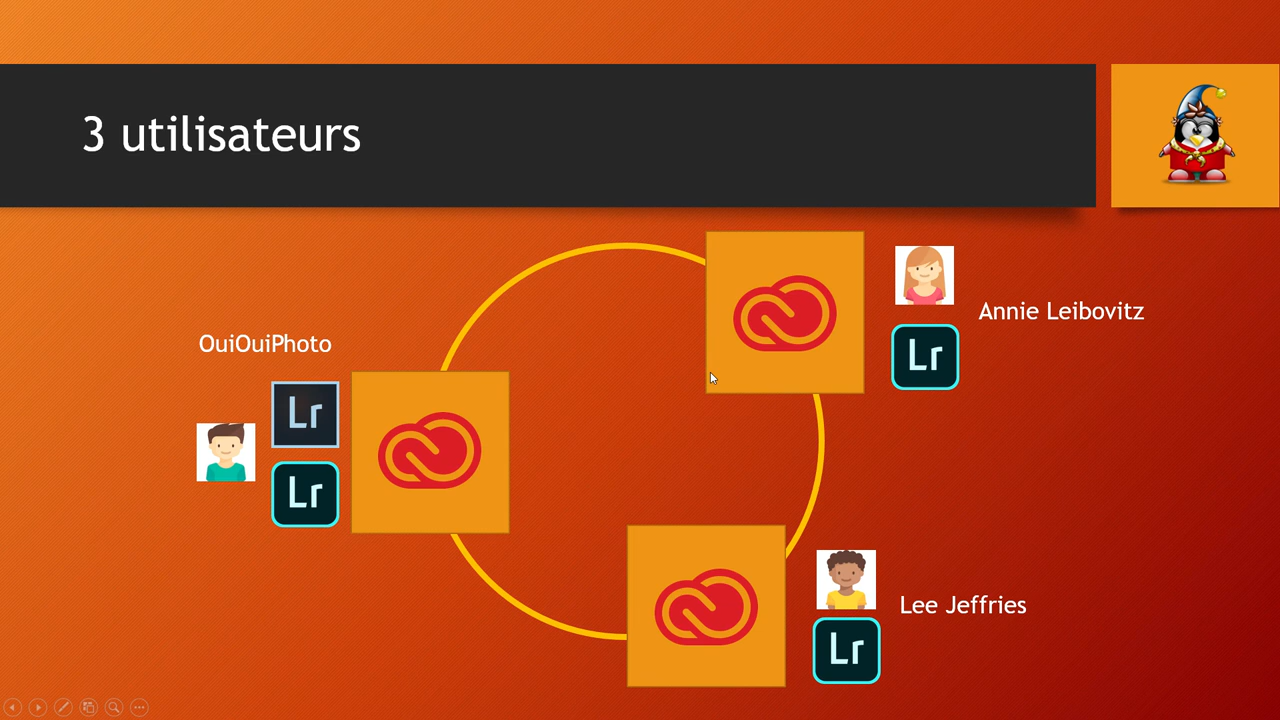 3 utilisateurs
Annie Leibovitz
Lr
OuiOuiPhoto
Lr
Lr
Lee Jeffries
Lr